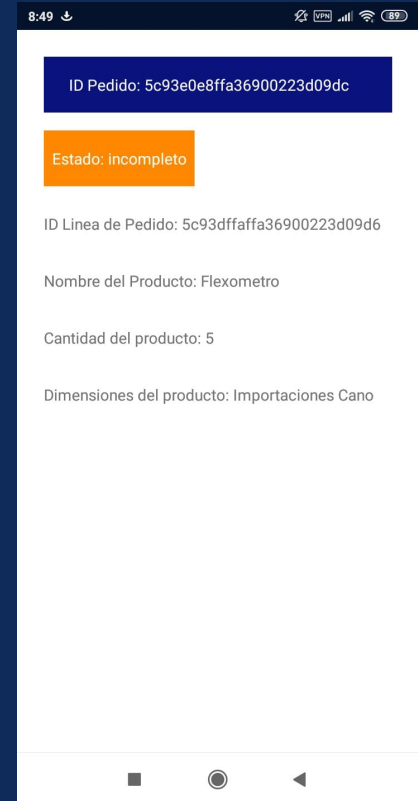 8:49
VPN
89
ID Pedido: 5c93e0e8ffa36900223d09dc
Estado: incompleto
ID Linea de Pedido: 5c93dffaffa36900223d09d6
Nombre del Producto: Flexometro
Cantidad del producto: 5
Dimensiones del producto: Importaciones Cano